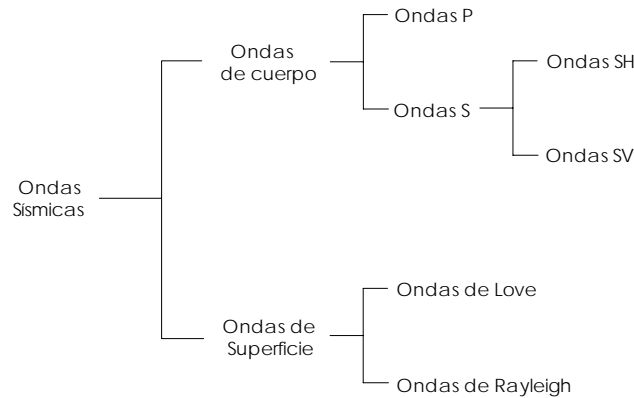 Ondas P
Ondas
de cuerpo
Ondas SH
Ondas S
Ondas SV
Ondas
Sísmicas
Ondas de Love
Ondas de
Superficie
Ondas de Rayleigh